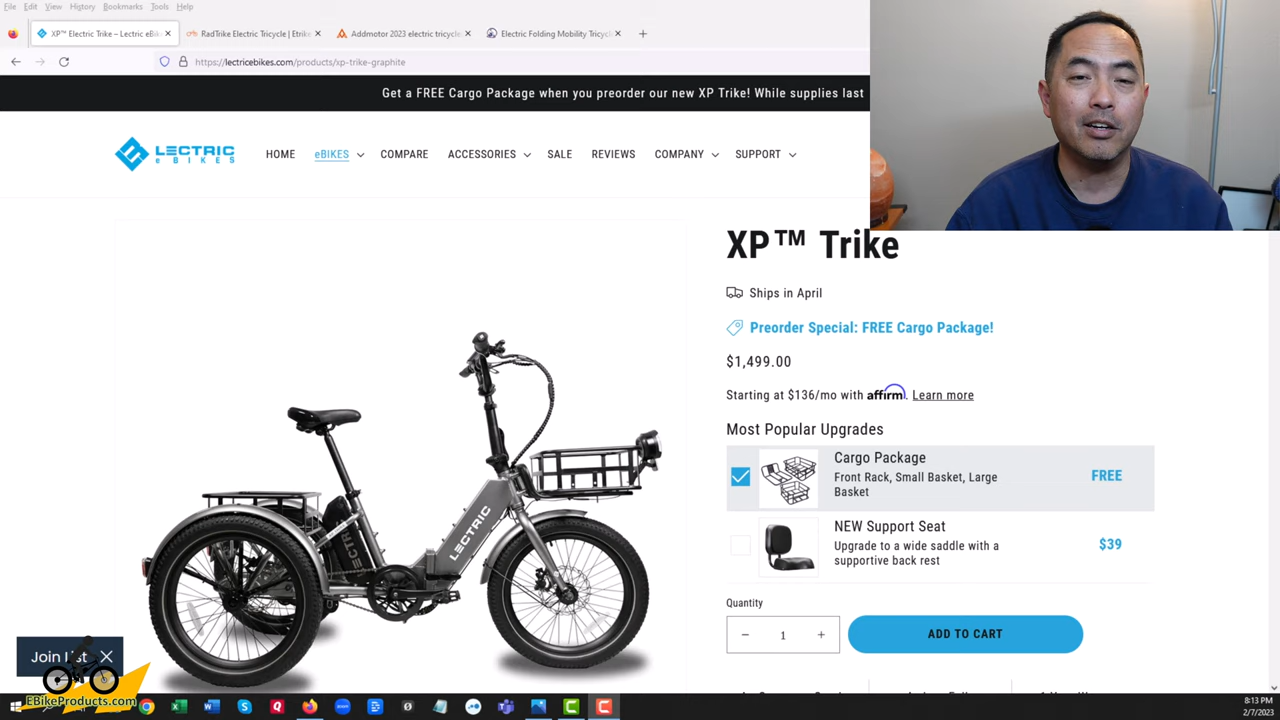 File Edit View History Bookmarks Tools Help
XP™ Electric Trike – Lectric eBi
RadTrike Electric Tricycle | Etrike
Addmotor 2023 electric tricycle
Electric Folding Mobility Tricycl
https://lectricebikes.com/products/xp-trike-graphite
Get a FREE Cargo Package when you preorder our new XP Trike! While supplies last
LECTRIC
eBIKES
HOME
eBIKES
COMPARE
ACCESSORIES
SALE
REVIEWS
COMPANY
SUPPORT
XP™ Trike
Ships in April
Preorder Special: FREE Cargo Package!
$1,499.00
Starting at $136/mo with affirm. Learn more
Most Popular Upgrades
Cargo Package
Front Rack, Small Basket, Large
Basket
FREE
NEW Support Seat
Upgrade to a wide saddle with a
supportive back rest
$39
Quantity
− 1 +
ADD TO CART
LECTRIC
LECTRIC
Join List
EBikeProducts.com
8:13 PM
2/7/2023